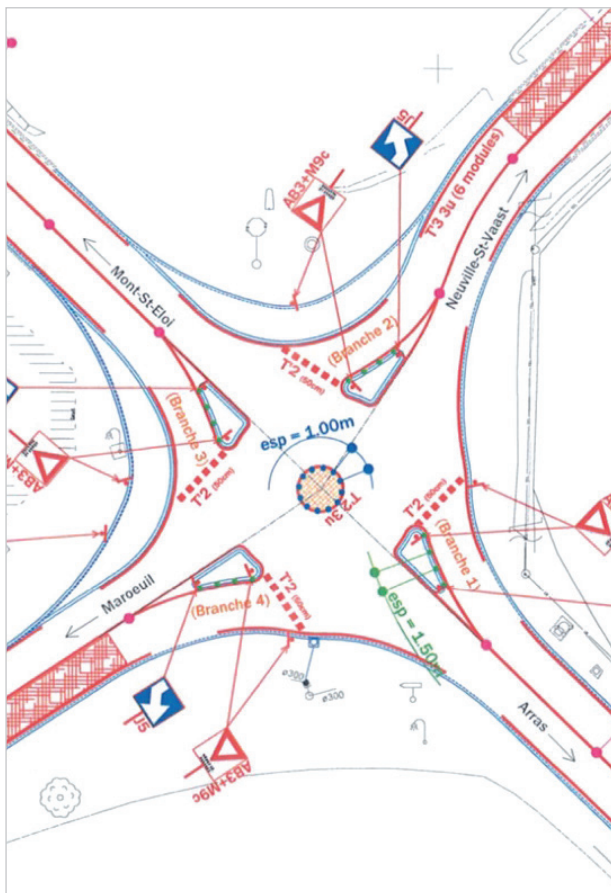 J5
AB3+M9c
T'3 3u (6 modules)
Neuville-St-Vaast
Mont-St-Eloi
(Branche 2)
T'2 (50cm)
(Branche 3)
T'2 (50cm)
esp = 1.00m
T'2 3u
AB3+M
T'2 (50cm)
(Branche 1)
esp = 1.50m
Maroeuil
(Branche 4)
T'2 (50cm)
ø300
ø300
J5
AB3+M9c
Arras